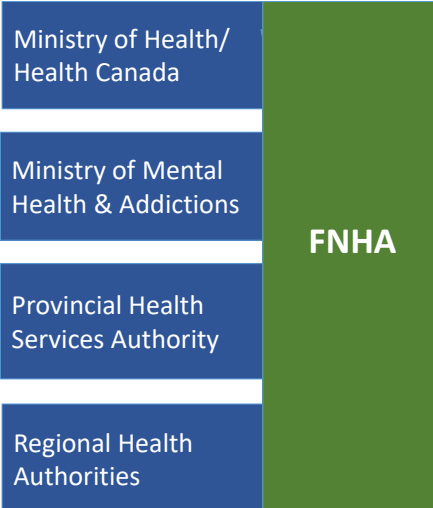 Ministry of Health/
Health Canada
Ministry of Mental
Health & Addictions
FNHA
Provincial Health
Services Authority
Regional Health
Authorities